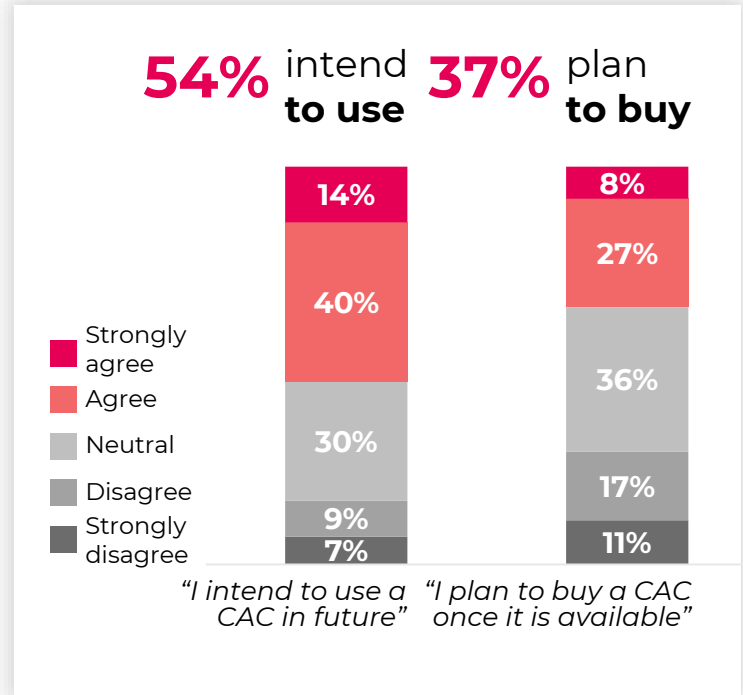 54% intend
to use
37% plan
to buy
14%
40%
30%
9%
7%
8%
27%
36%
17%
11%
Strongly
agree
Agree
Neutral
Disagree
Strongly
disagree
“I intend to use a
CAC in future”
“I plan to buy a CAC
once it is available”